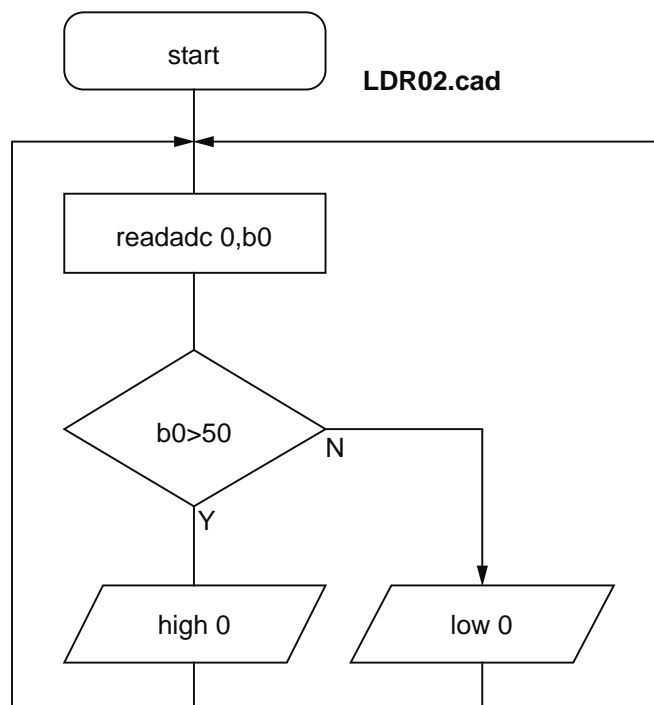 start
LDR02.cad
readadc 0,b0
b0>50
N
Y
high 0
low 0